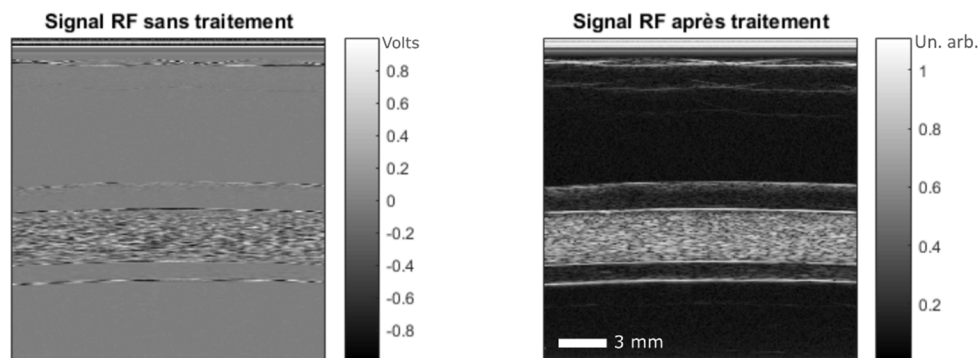 Signal RF sans traitement
Volts
0.8
0.6
0.4
0.2
0
-0.2
-0.4
-0.6
-0.8
Signal RF après traitement
Un. arb.
1
0.8
0.6
0.4
0.2
3 mm